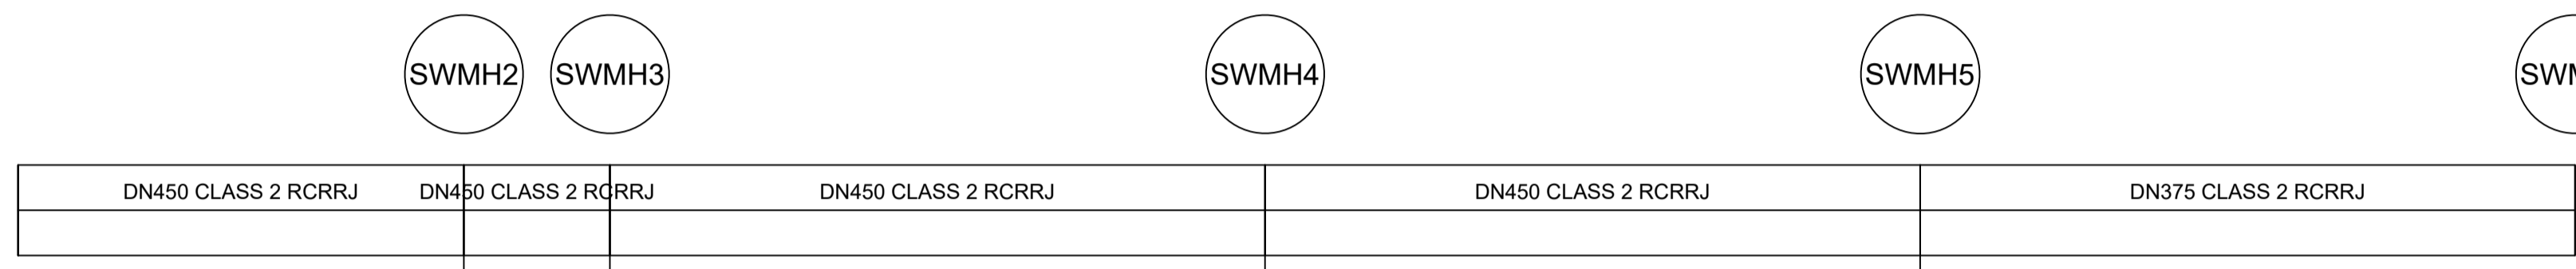 SWMH2 SWMH3 SWMH4 SWMH5 SWM
DN450 CLASS 2 RCRRJ DN450 CLASS 2 RCRRJ DN450 CLASS 2 RCRRJ DN450 CLASS 2 RCRRJ DN375 CLASS 2 RCRRJ